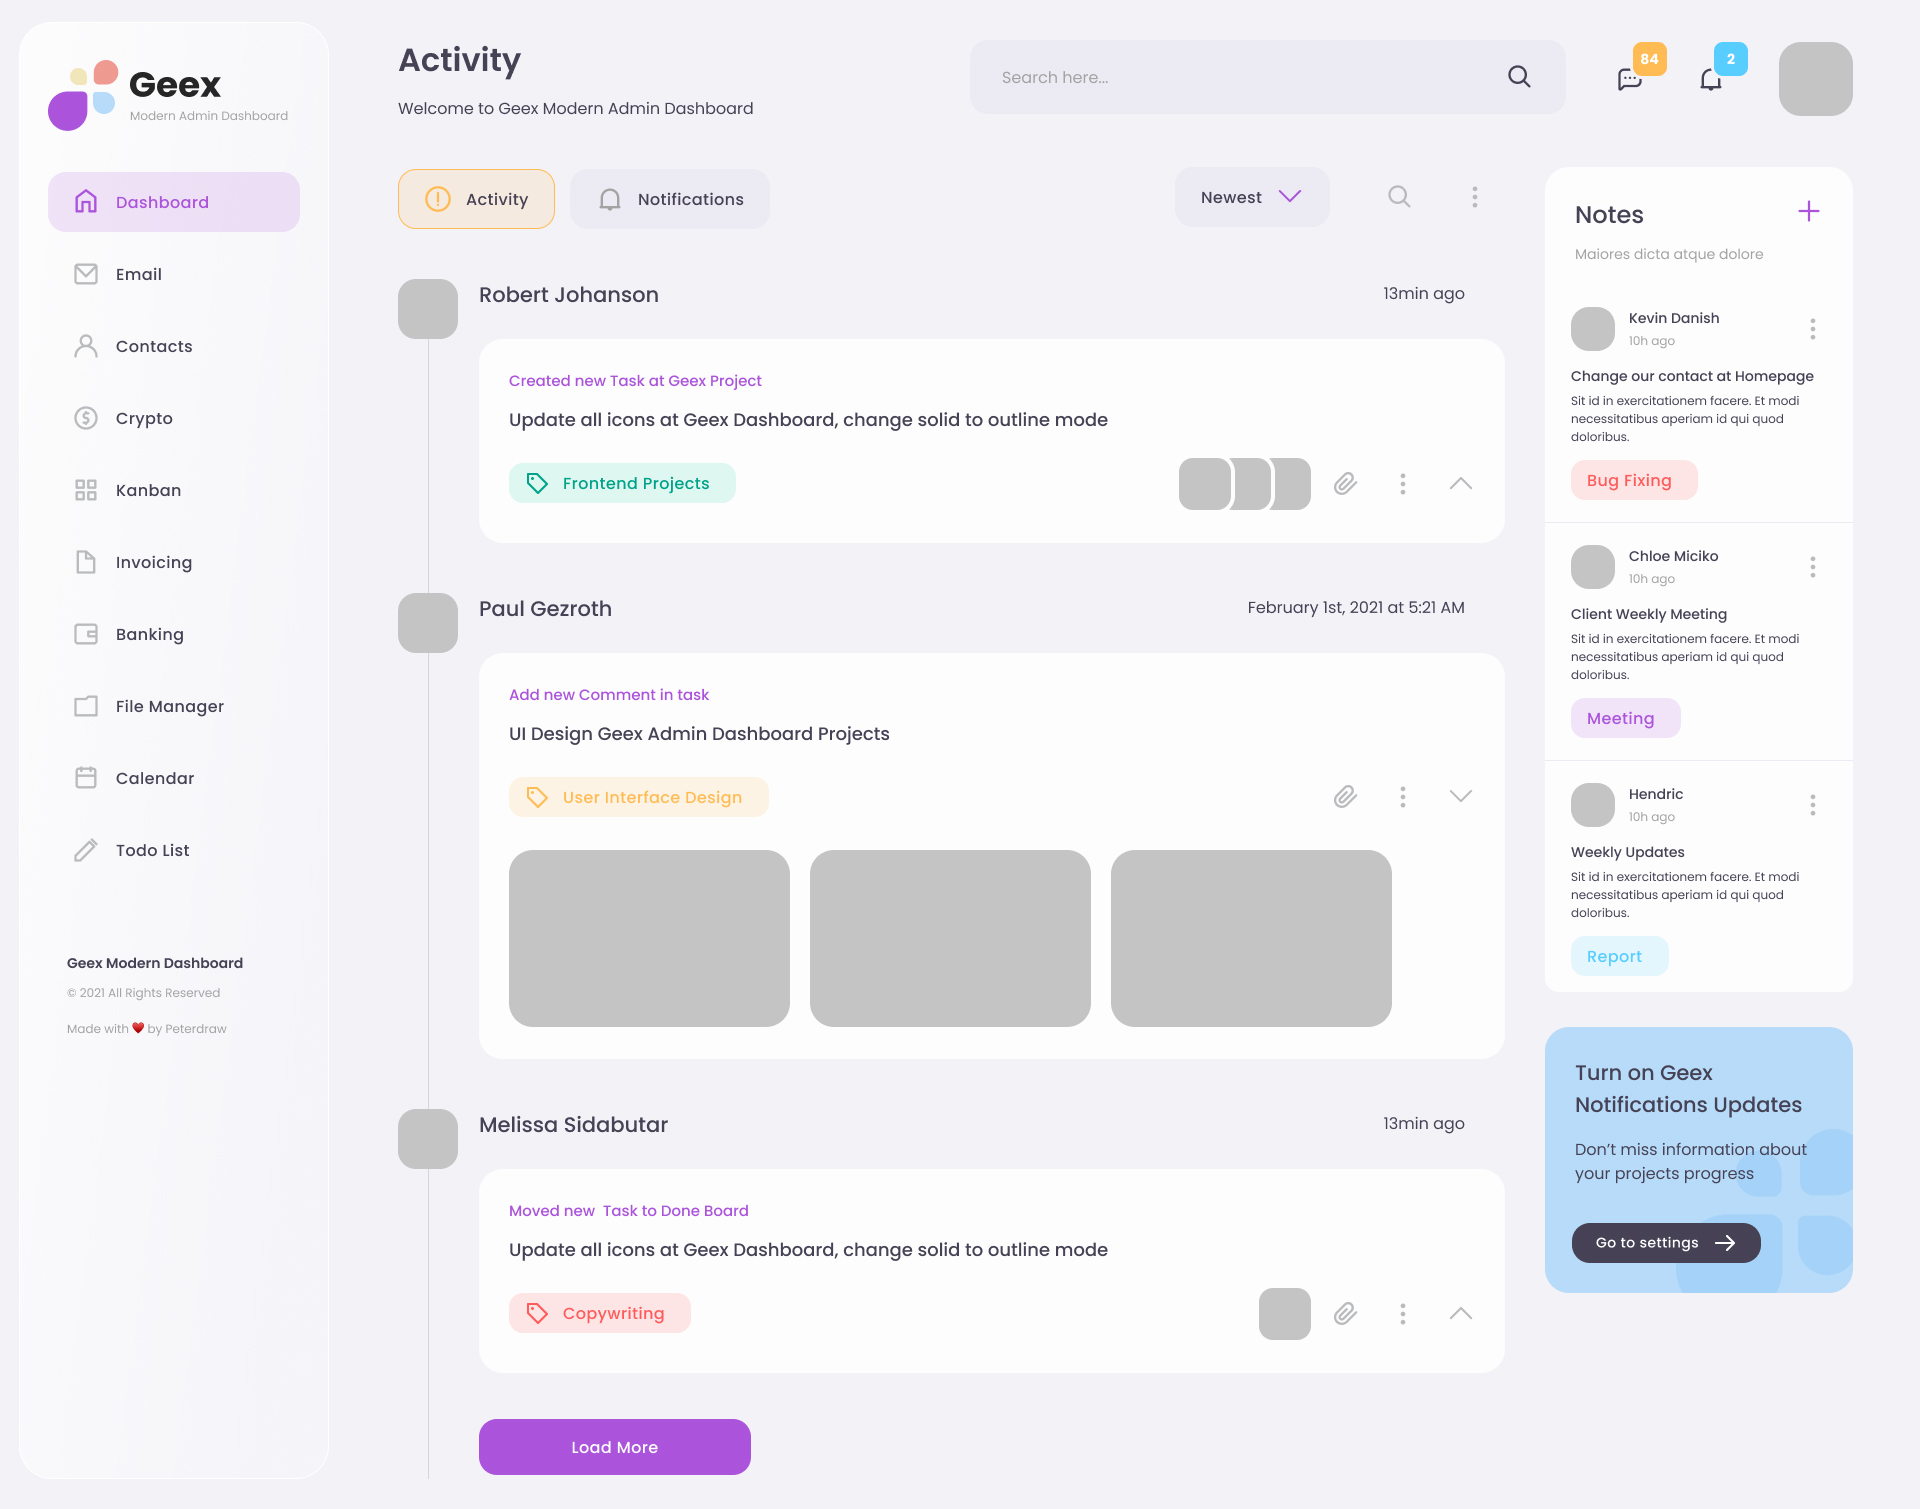 Geex
Modern Admin Dashboard
Dashboard
Email
Contacts
Crypto
Kanban
Invoicing
Banking
File Manager
Calendar
Todo List
Geex Modern Dashboard
© 2021 All Rights Reserved
Made with ❤ by Peterdraw
Activity
Welcome to Geex Modern Admin Dashboard
Search here...
84
2
Activity
Notifications
Newest
Robert Johanson
13min ago
Created new Task at Geex Project
Update all icons at Geex Dashboard, change solid to outline mode
Frontend Projects
Paul Gezroth
February 1st, 2021 at 5:21 AM
Add new Comment in task
UI Design Geex Admin Dashboard Projects
User Interface Design
Melissa Sidabutar
13min ago
Moved new  Task to Done Board
Update all icons at Geex Dashboard, change solid to outline mode
Copywriting
Load More
Notes
Maiores dicta atque dolore
Kevin Danish
10h ago
Change our contact at Homepage
Sit id in exercitationem facere. Et modi
necessitatibus aperiam id qui quod
doloribus.
Bug Fixing
Chloe Miciko
10h ago
Client Weekly Meeting
Sit id in exercitationem facere. Et modi
necessitatibus aperiam id qui quod
doloribus.
Meeting
Hendric
10h ago
Weekly Updates
Sit id in exercitationem facere. Et modi
necessitatibus aperiam id qui quod
doloribus.
Report
Turn on Geex
Notifications Updates
Don’t miss information about
your projects progress
Go to settings